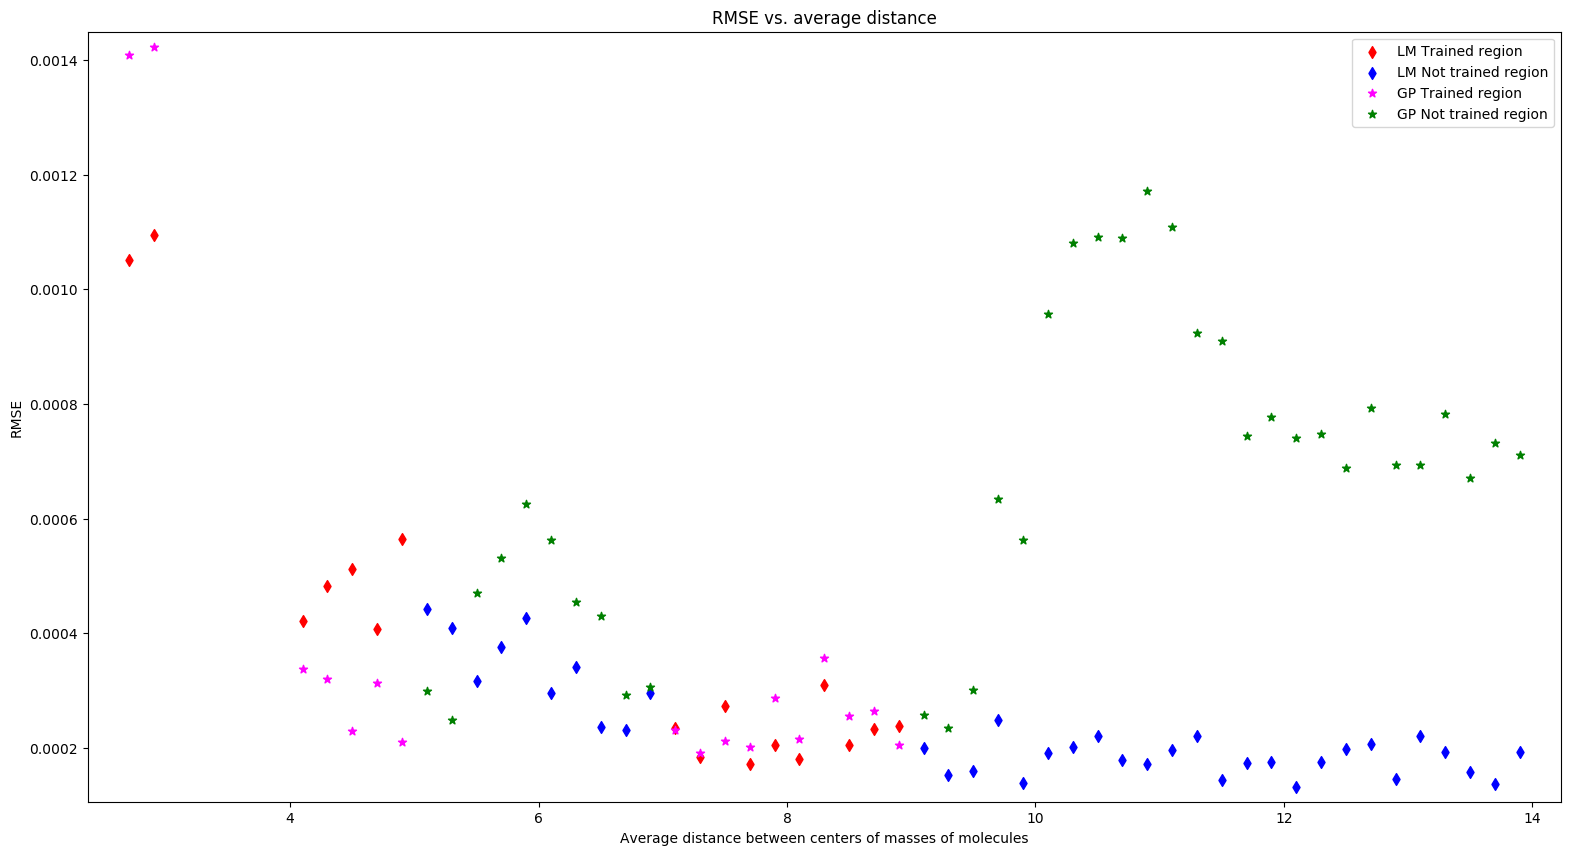 RMSE vs. average distance
LM Trained region
LM Not trained region
GP Trained region
GP Not trained region
0.0014
0.0012
0.0010
0.0008
0.0006
0.0004
0.0002
RMSE
4
6
8
10
12
14
Average distance between centers of masses of molecules